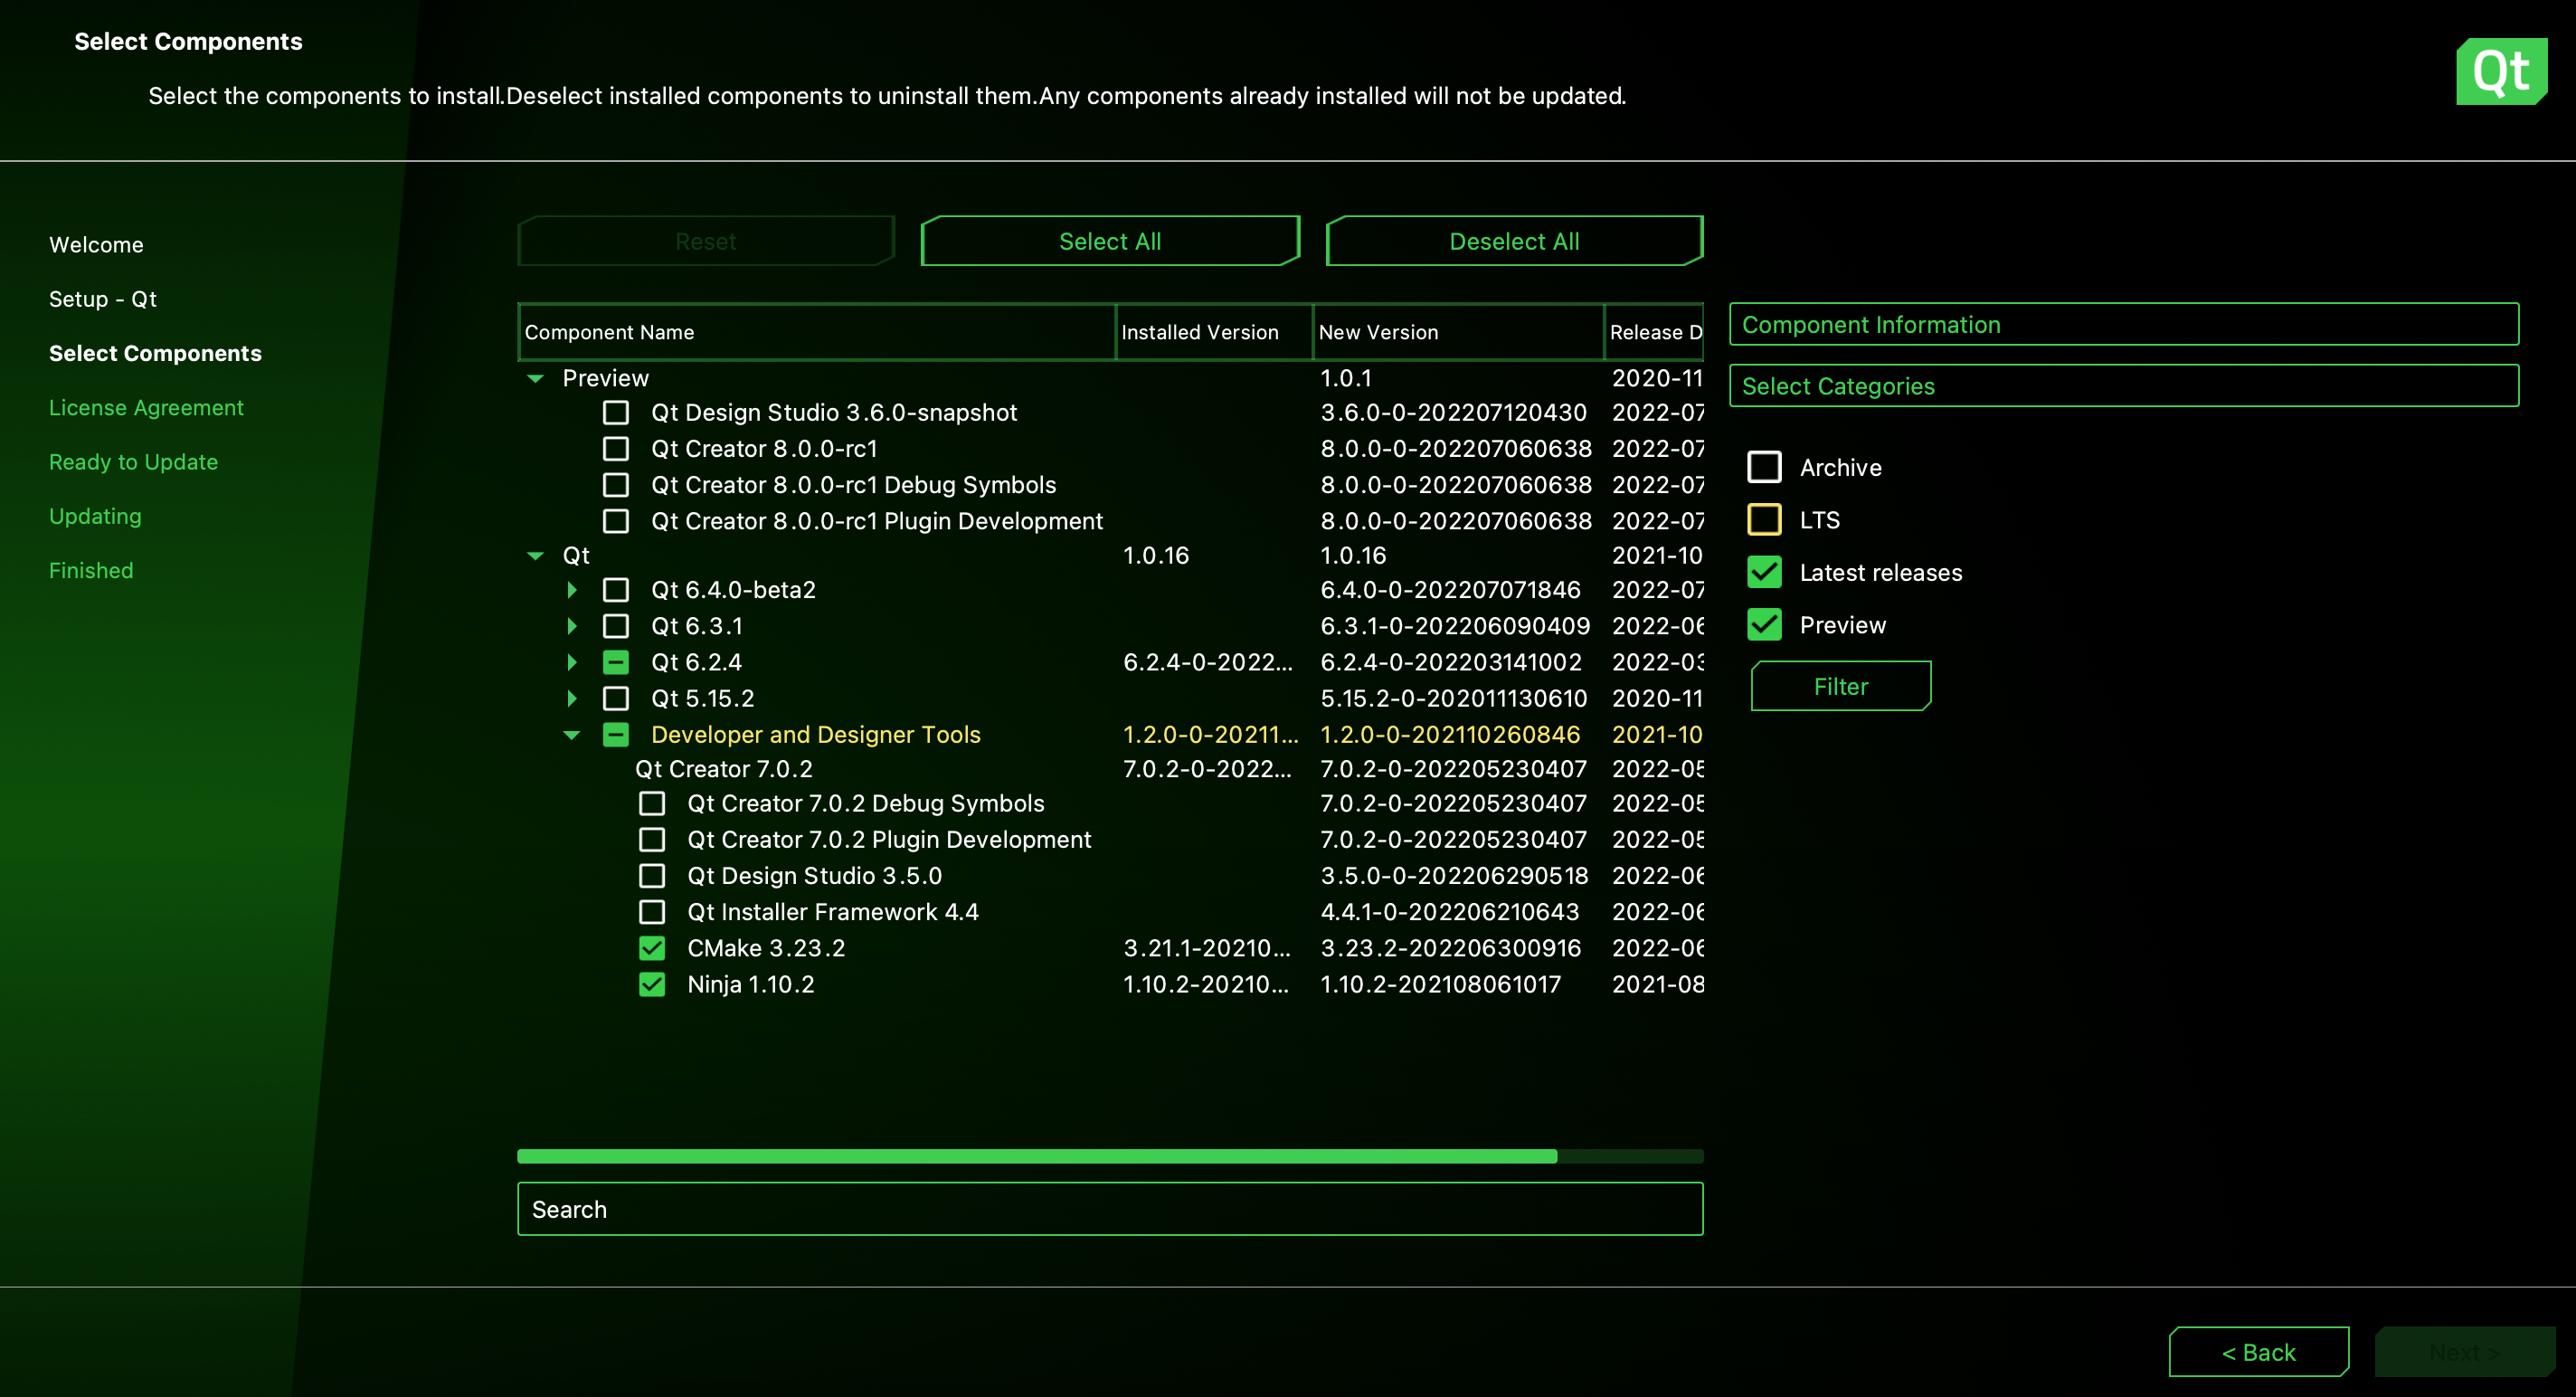 Select Components
Select the components to install.Deselect installed components to uninstall them.Any components already installed will not be updated.
Qt
Welcome
Setup - Qt
Select Components
License Agreement
Ready to Update
Updating
Finished
Reset Select All Deselect All
Component Name Installed Version New Version Release D
Preview 1.0.1 2020-11
Qt Design Studio 3.6.0-snapshot 3.6.0-0-202207120430 2022-07
Qt Creator 8.0.0-rc1 8.0.0-0-202207060638 2022-07
Qt Creator 8.0.0-rc1 Debug Symbols 8.0.0-0-202207060638 2022-07
Qt Creator 8.0.0-rc1 Plugin Development 8.0.0-0-202207060638 2022-07
Qt 1.0.16 1.0.16 2021-10
Qt 6.4.0-beta2 6.4.0-0-202207071846 2022-07
Qt 6.3.1 6.3.1-0-202206090409 2022-06
Qt 6.2.4 6.2.4-0-2022... 6.2.4-0-202203141002 2022-03
Qt 5.15.2 5.15.2-0-202011130610 2020-11
Developer and Designer Tools 1.2.0-0-20211... 1.2.0-0-202110260846 2021-10
Qt Creator 7.0.2 7.0.2-0-2022... 7.0.2-0-202205230407 2022-05
Qt Creator 7.0.2 Debug Symbols 7.0.2-0-202205230407 2022-05
Qt Creator 7.0.2 Plugin Development 7.0.2-0-202205230407 2022-05
Qt Design Studio 3.5.0 3.5.0-0-202206290518 2022-06
Qt Installer Framework 4.4 4.4.1-0-202206210643 2022-06
CMake 3.23.2 3.21.1-20210... 3.23.2-202206300916 2022-06
Ninja 1.10.2 1.10.2-20210... 1.10.2-202108061017 2021-08
Search
Component Information
Select Categories
Archive
LTS
Latest releases
Preview
Filter
< Back Next >